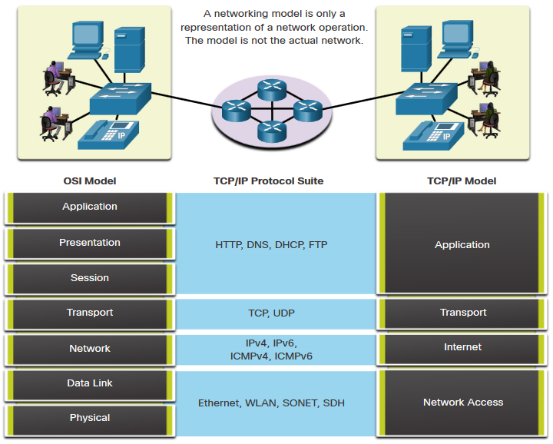 A networking model is only a
representation of a network operation.
The model is not the actual network.
IP
IP
OSI Model
TCP/IP Protocol Suite
TCP/IP Model
Application
Presentation
Session
HTTP, DNS, DHCP, FTP
Application
Transport
TCP, UDP
Transport
Network
IPv4, IPv6,
ICMPv4, ICMPv6
Internet
Data Link
Physical
Ethernet, WLAN, SONET, SDH
Network Access